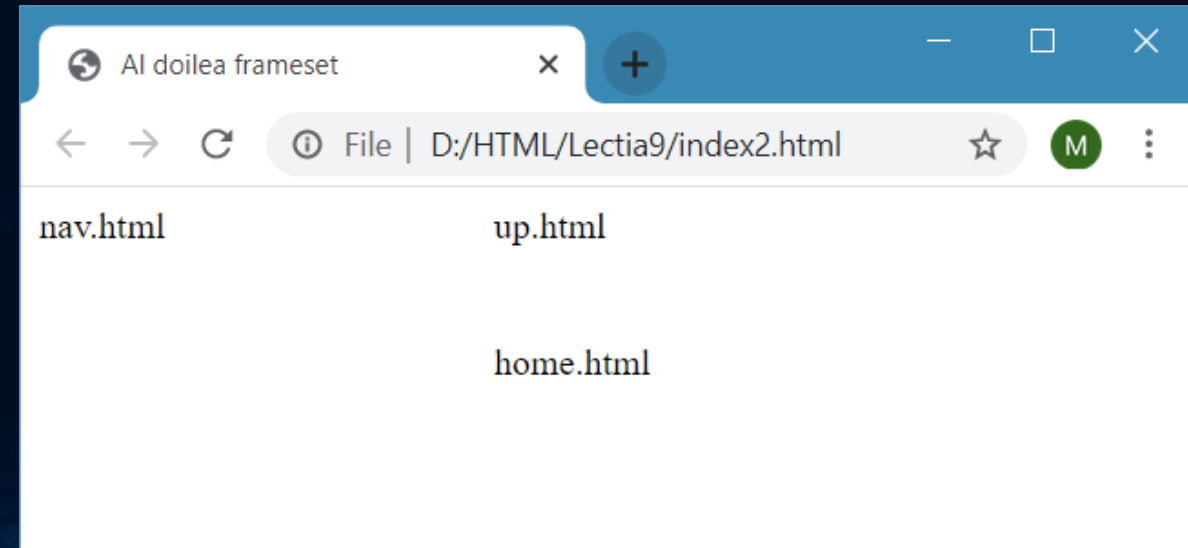 Al doilea frameset
File | D:/HTML/Lectia9/index2.html
M
nav.html
up.html
home.html